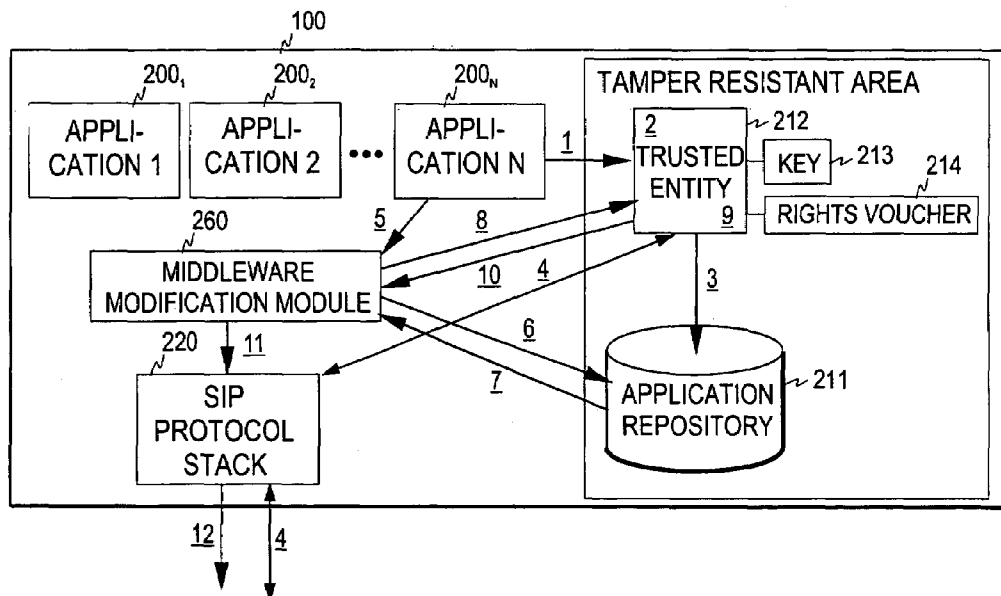 100
200₁
200₂
200N
TAMPER RESISTANT AREA
APPLI-
CATION 1
APPLI-
CATION 2
•••
APPLI-
CATION N
1
2
TRUSTED
ENTITY
9
212
KEY
213
214
RIGHTS VOUCHER
5
8
260
MIDDLEWARE
MODIFICATION MODULE
10
4
3
6
7
220
11
SIP
PROTOCOL
STACK
APPLICATION
REPOSITORY
211
12
4